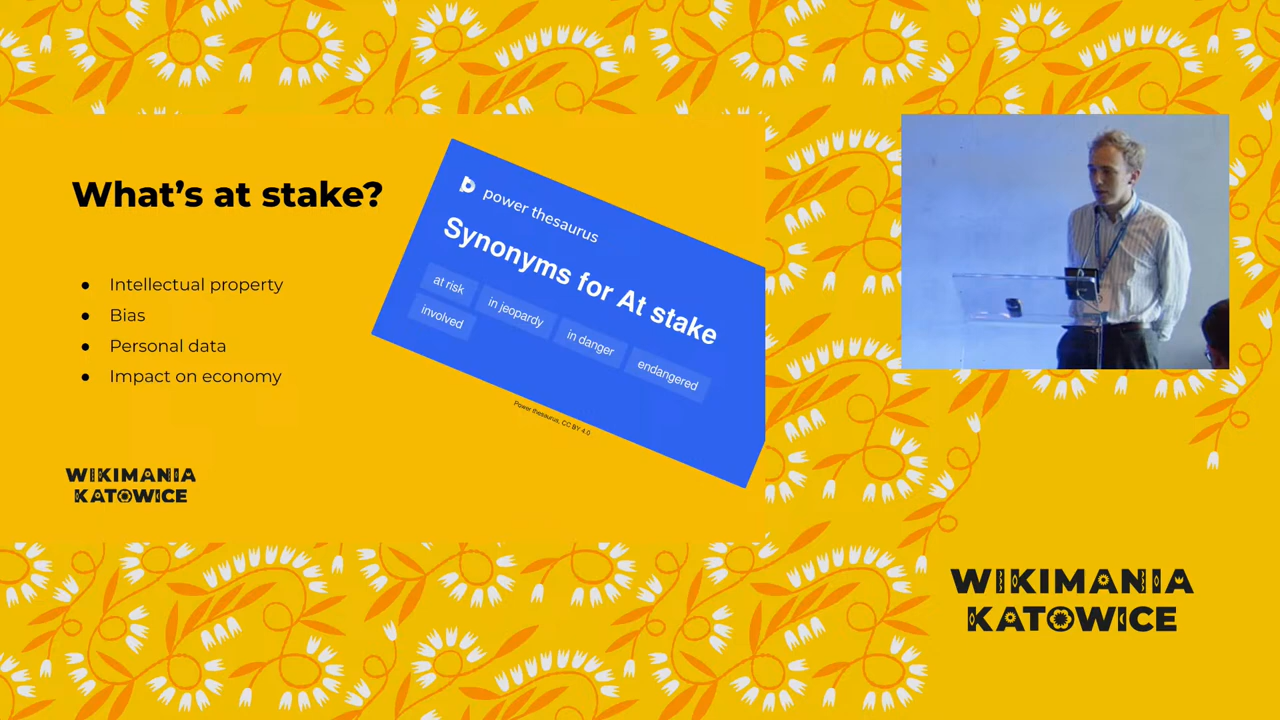 What's at stake?
● Intellectual property
● Bias
● Personal data
● Impact on economy
power thesaurus
Synonyms for At stake
at risk
in jeopardy
in danger
endangered
involved
Power thesaurus, CC BY 4.0
WIKIMANIA
KATOWICE
WIKIMANIA
KATOWICE